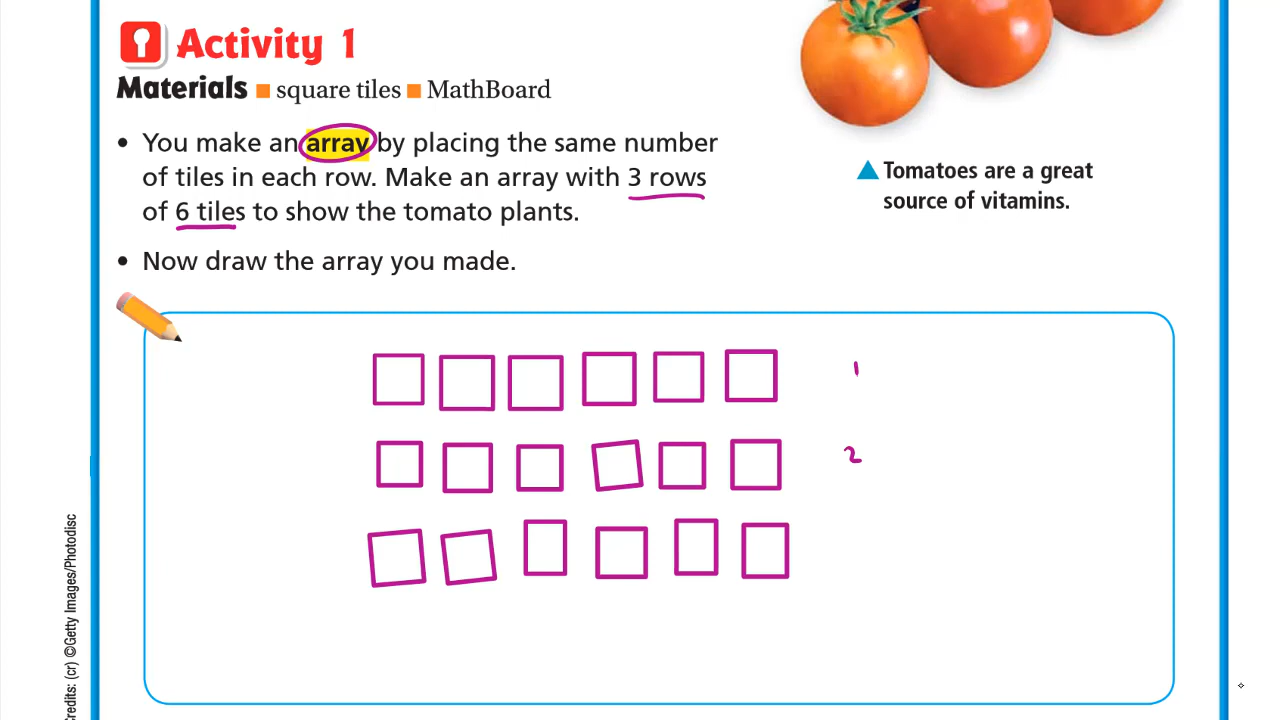 Activity 1
Materials ■ square tiles ■ MathBoard
• You make an array by placing the same number
of tiles in each row. Make an array with 3 rows
of 6 tiles to show the tomato plants.
• Now draw the array you made.
▲ Tomatoes are a great
source of vitamins.
1
2
Credits: (cr) ©Getty Images/Photodisc